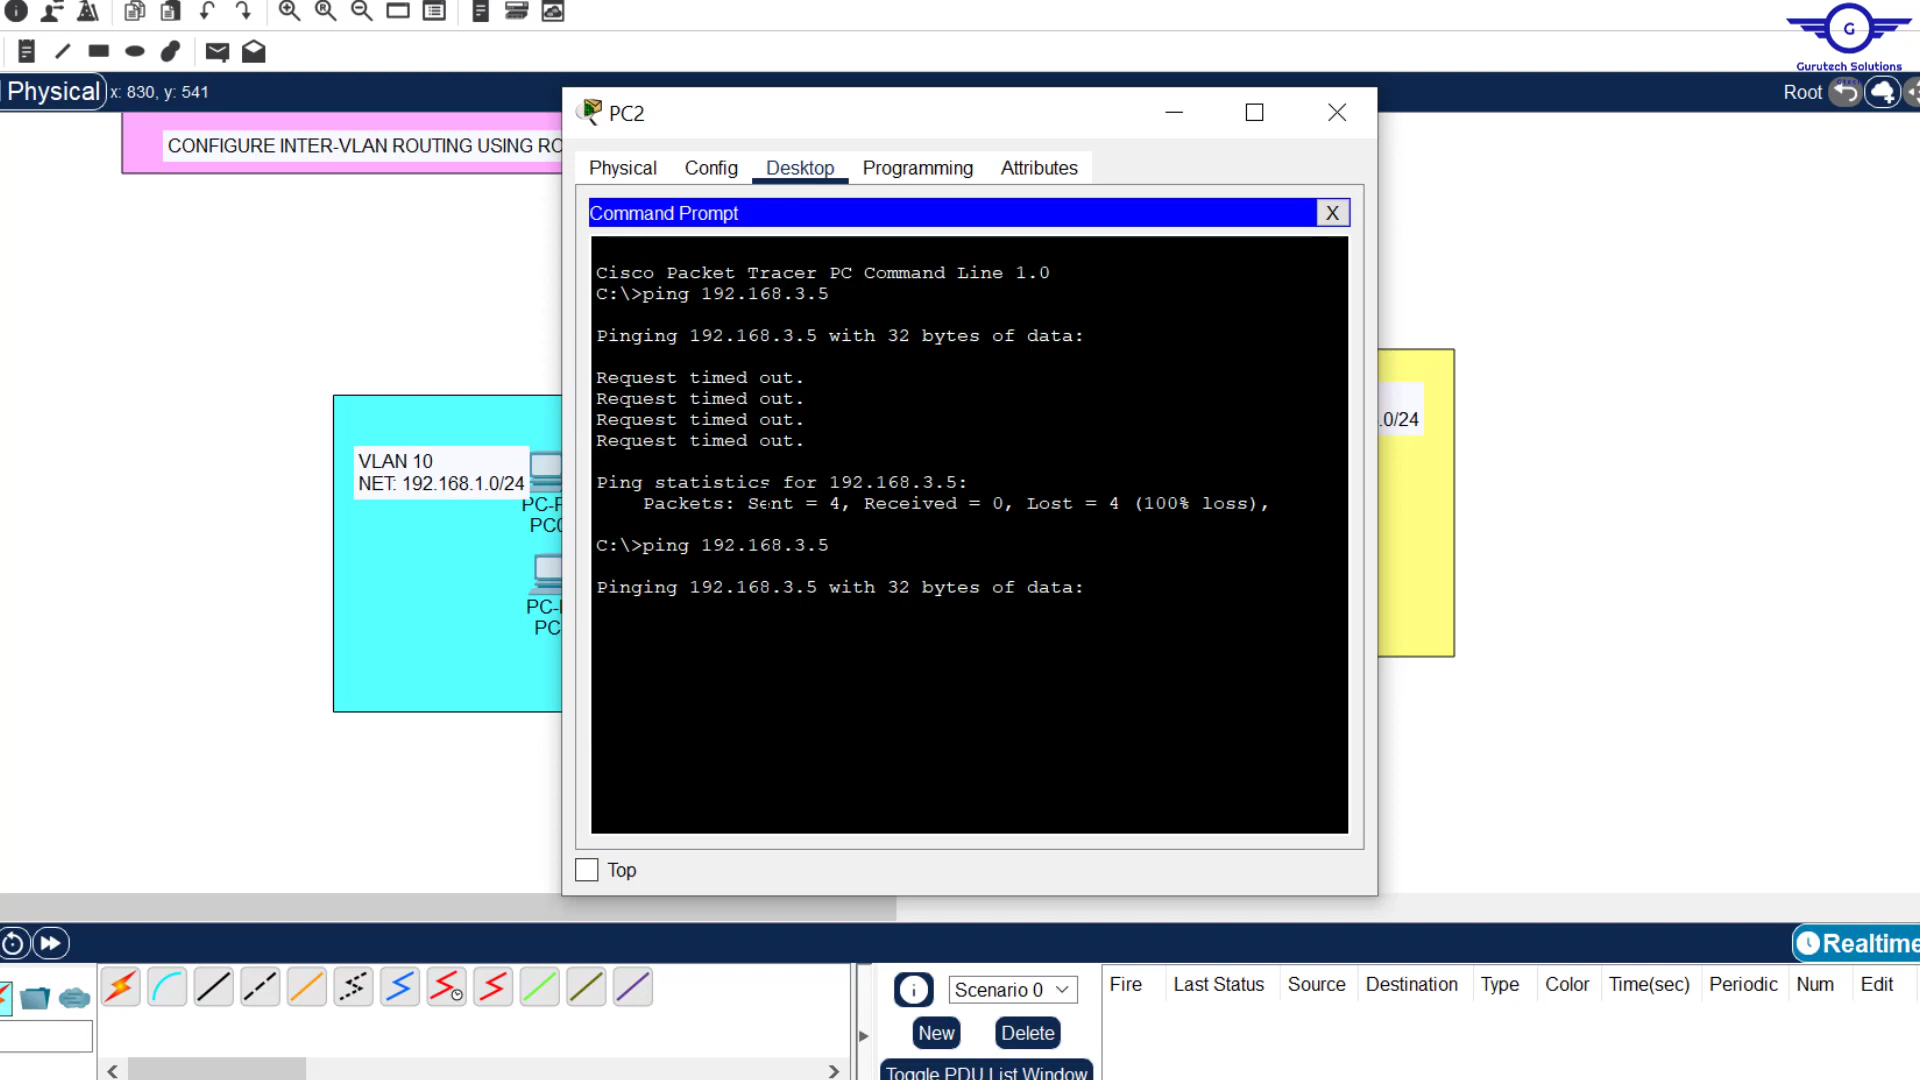 G
Gurutech Solutions
Physical
x: 830, y: 541
Root
CONFIGURE INTER-VLAN ROUTING USING RO
PC2
Physical Config Desktop Programming Attributes
Command Prompt
X
Cisco Packet Tracer PC Command Line 1.0
C:\>ping 192.168.3.5
Pinging 192.168.3.5 with 32 bytes of data:
Request timed out.
Request timed out.
Request timed out.
Request timed out.
Ping statistics for 192.168.3.5:
Packets: Sent = 4, Received = 0, Lost = 4 (100% loss),
C:\>ping 192.168.3.5
Pinging 192.168.3.5 with 32 bytes of data:
VLAN 10
NET: 192.168.1.0/24
PC-P
PC0
PC-
PC
.0/24
Top
Realtime
Scenario 0
New Delete
Toggle PDU List Window
Fire Last Status Source Destination Type Color Time(sec) Periodic Num Edit